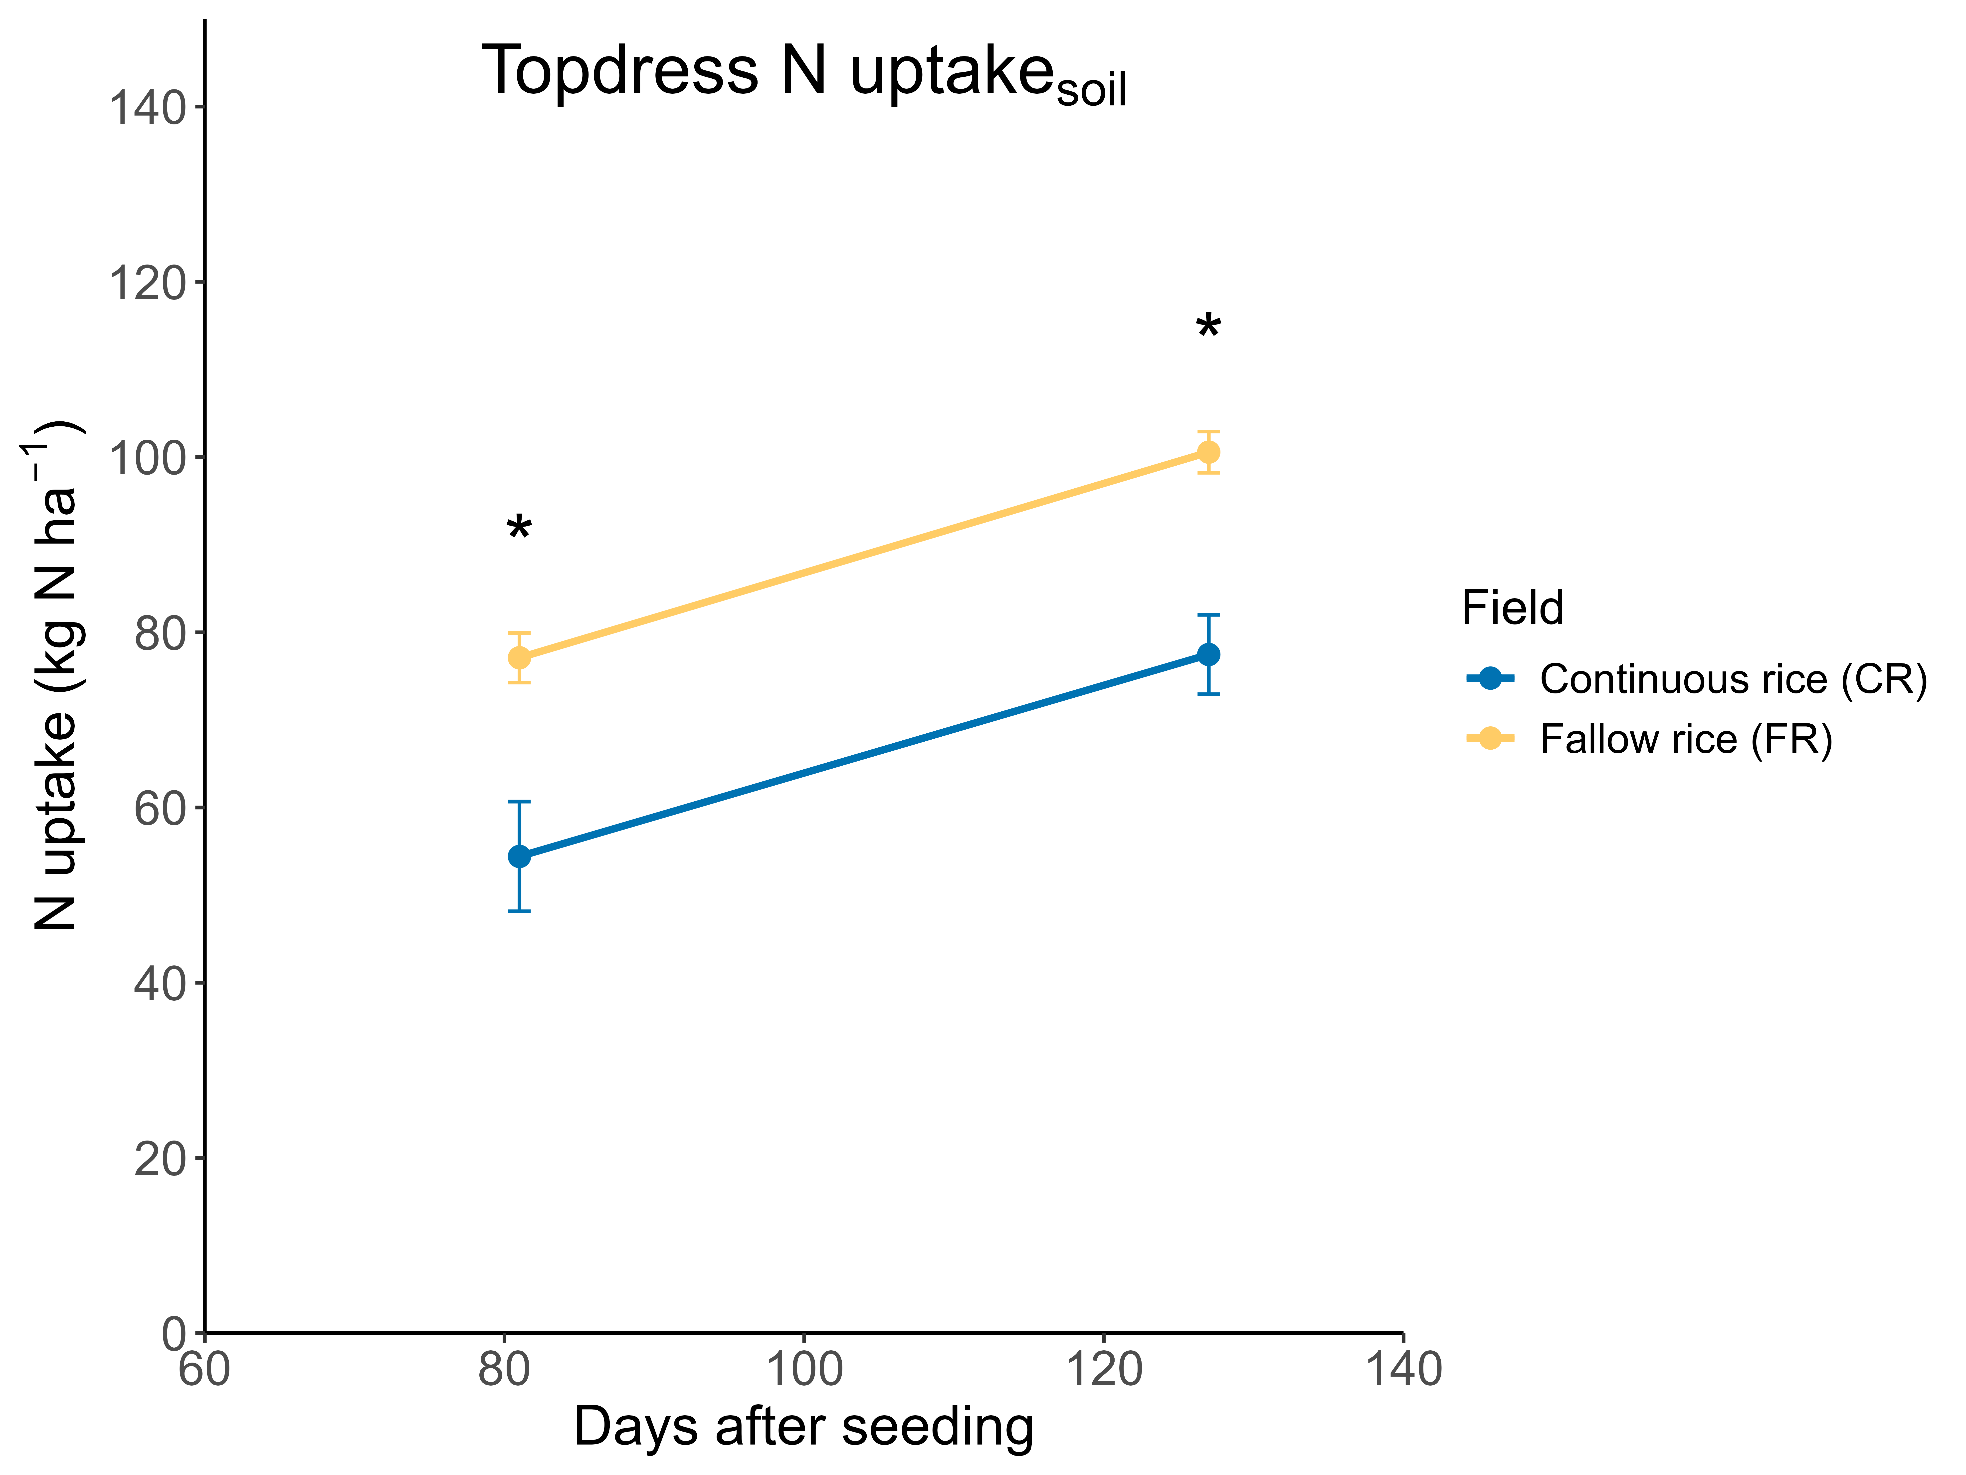 Topdress N uptakesoil
*
*
N uptake (kg N ha−1)
140
120
100
80
60
40
20
0
60 80 100 120 140
Days after seeding
Field
Continuous rice (CR)
Fallow rice (FR)